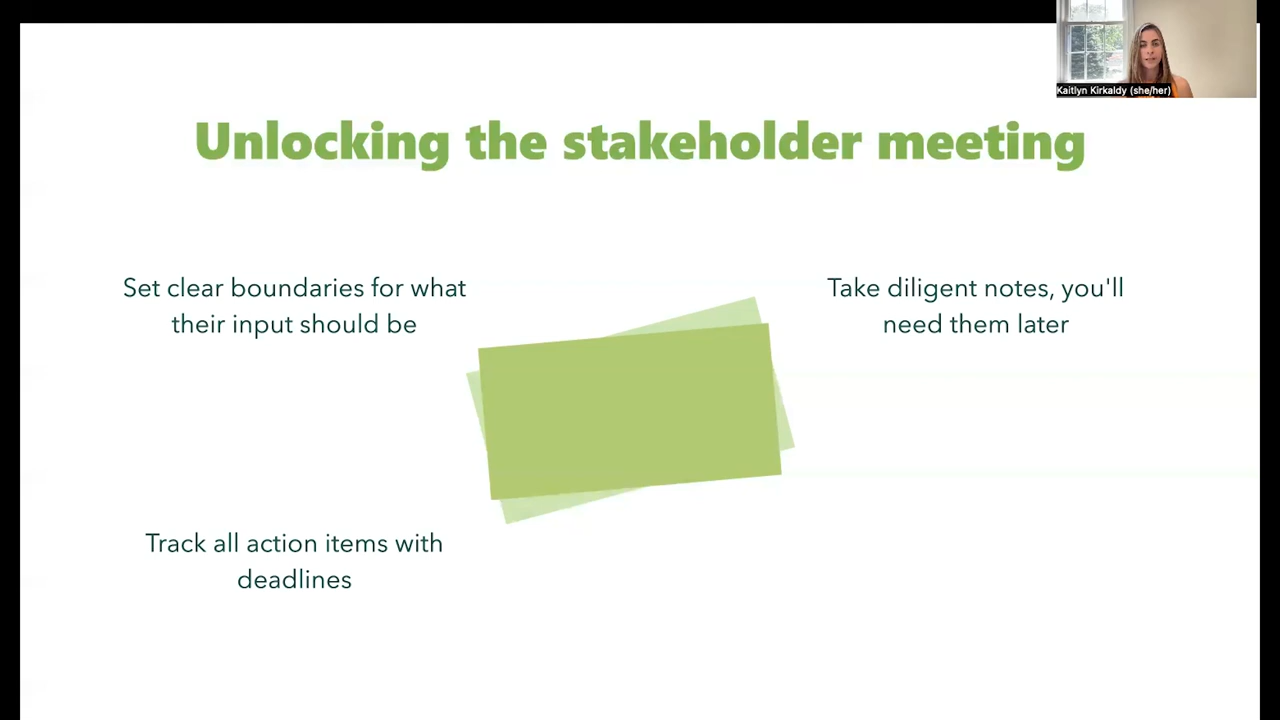 Kaitlyn Kirkaldy (she/her)
Unlocking the stakeholder meeting
Set clear boundaries for what
their input should be
Take diligent notes, you'll
need them later
Track all action items with
deadlines